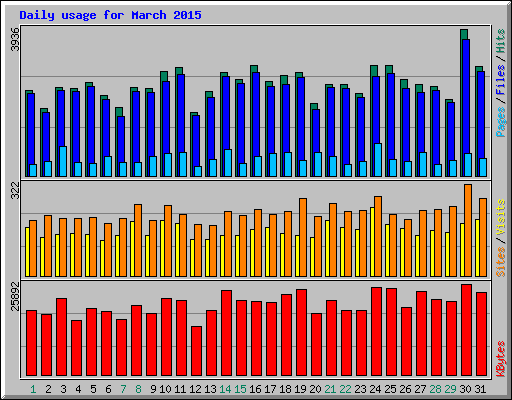 Daily usage for March 2015
3936
Pages / Files / Hits
322
Sites / Visits
25892
KBytes
1 2 3 4 5 6 7 8 9 10 11 12 13 14 15 16 17 18 19 20 21 22 23 24 25 26 27 28 29 30 31